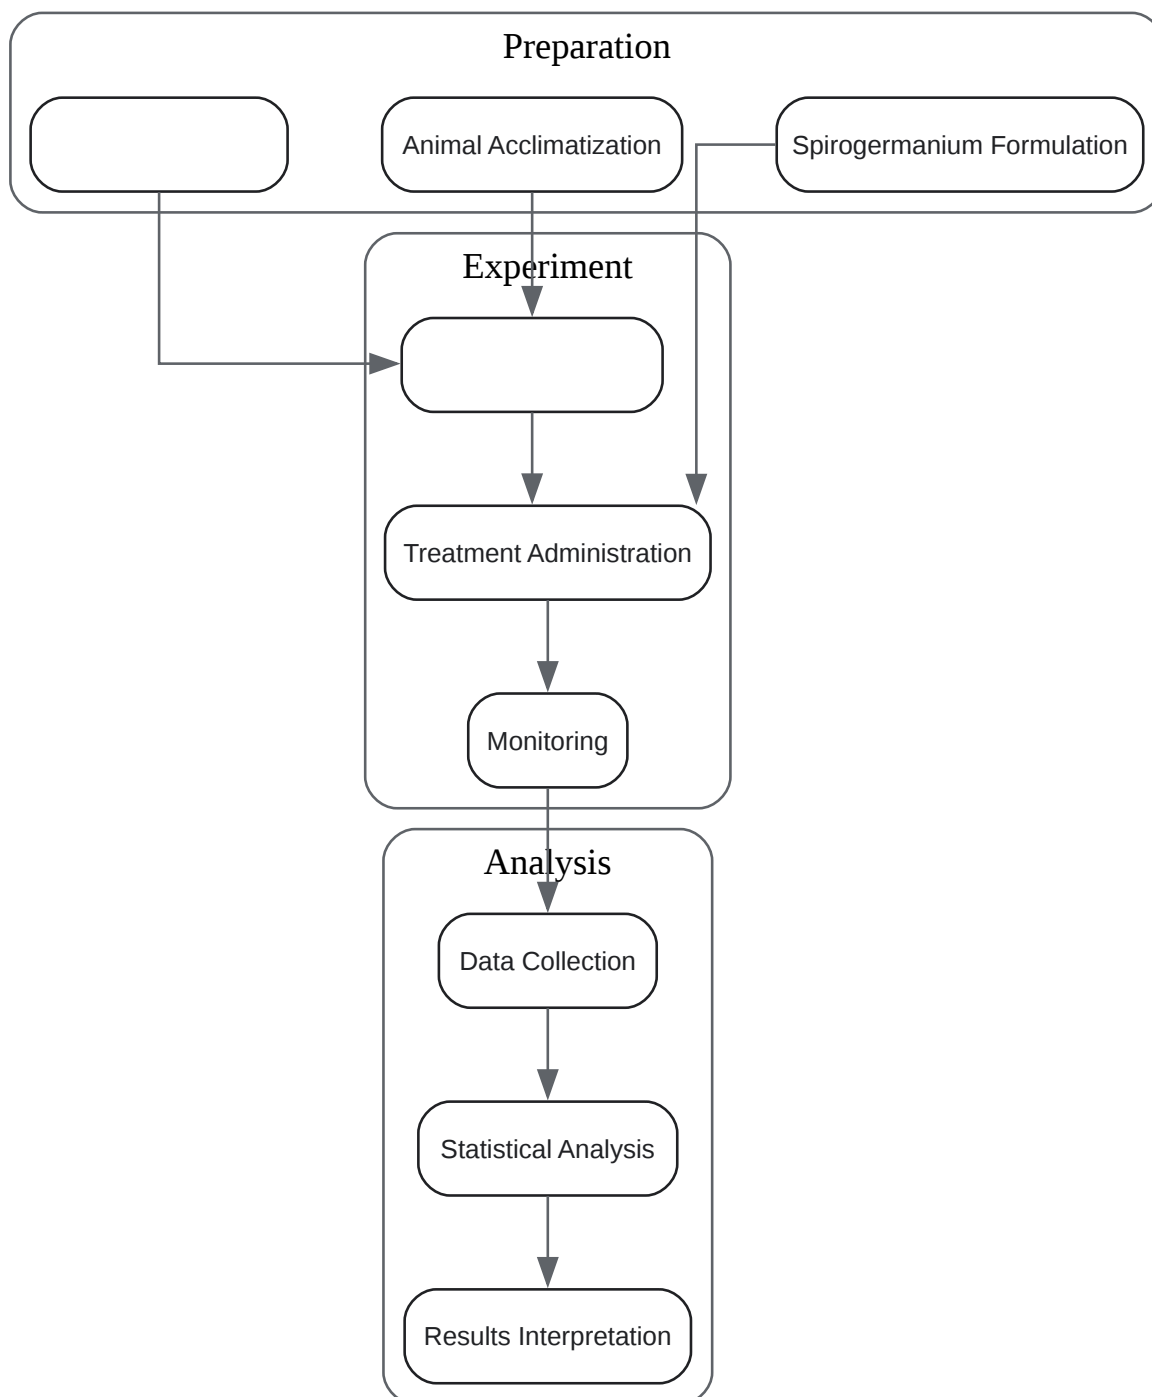 Preparation
Animal Acclimatization
Spirogermanium Formulation
Experiment
Treatment Administration
Monitoring
Analysis
Data Collection
Statistical Analysis
Results Interpretation